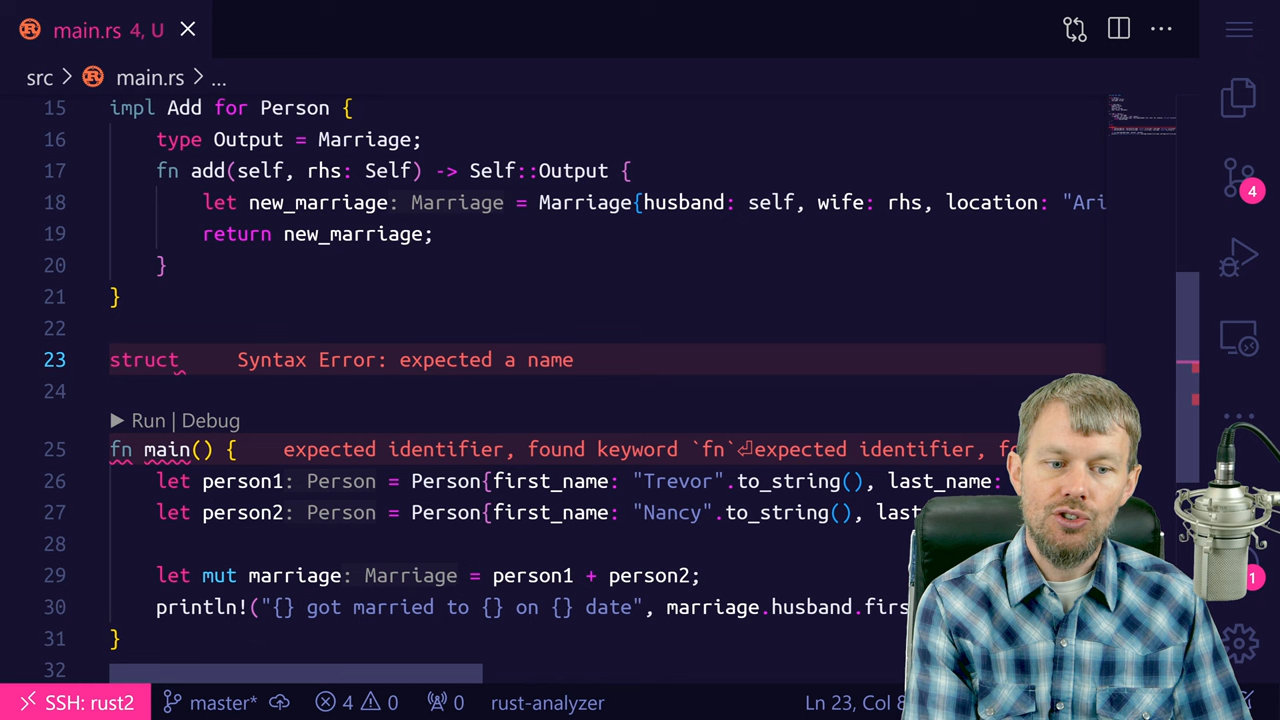 main.rs 4, U
src > main.rs > ...
15 impl Add for Person {
16 type Output = Marriage;
17 fn add(self, rhs: Self) -> Self::Output {
18 let new_marriage: Marriage = Marriage{husband: self, wife: rhs, location: "Ari
19 return new_marriage;
20 }
21 }
22
23 struct Syntax Error: expected a name
24
Run | Debug
25 fn main() { expected identifier, found keyword `fn`⏎expected identifier, fo
26 let person1: Person = Person{first_name: "Trevor".to_string(), last_name:
27 let person2: Person = Person{first_name: "Nancy".to_string(), last
28
29 let mut marriage: Marriage = person1 + person2;
30 println!("{} got married to {} on {} date", marriage.husband.firs
31 }
32
4
1
SSH: rust2 master* 4 0 0 rust-analyzer Ln 23, Col 8